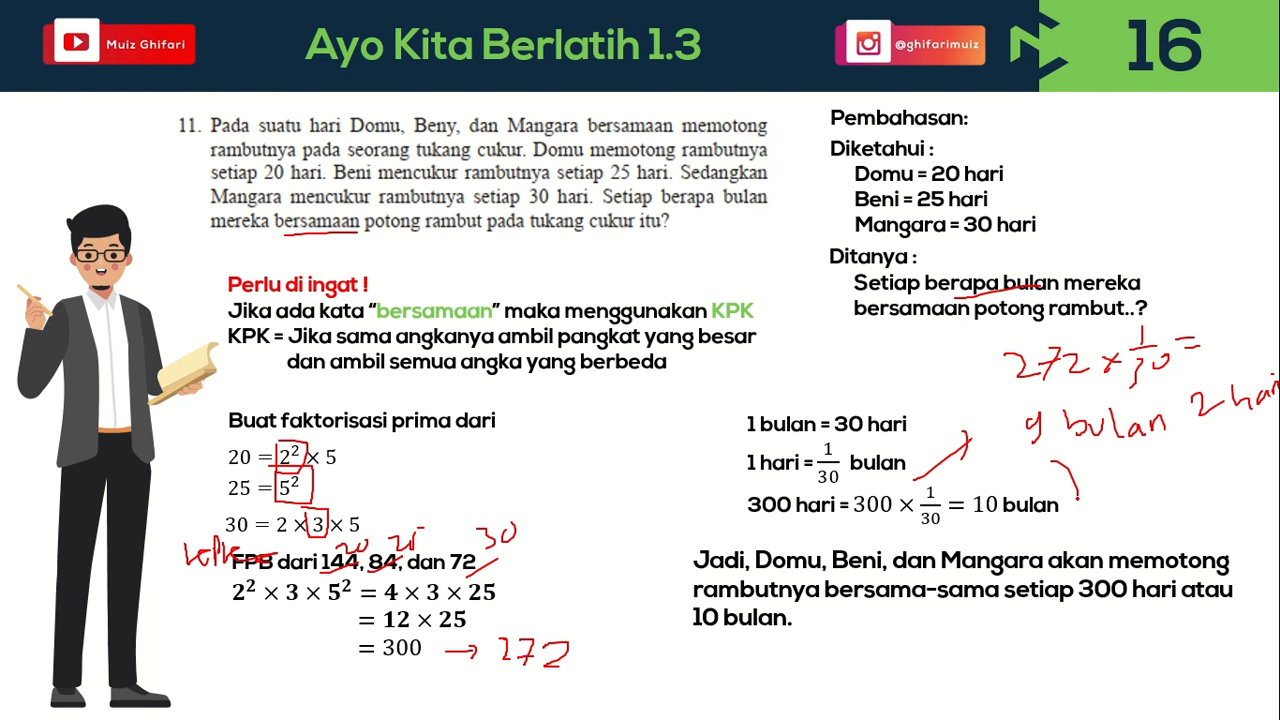 Muiz Ghifari
Ayo Kita Berlatih 1.3
@ghifarimuiz
16
11. Pada suatu hari Domu, Beny, dan Mangara bersamaan memotong
rambutnya pada seorang tukang cukur. Domu memotong rambutnya
setiap 20 hari. Beni mencukur rambutnya setiap 25 hari. Sedangkan
Mangara mencukur rambutnya setiap 30 hari. Setiap berapa bulan
mereka bersamaan potong rambut pada tukang cukur itu?
Perlu di ingat !
Jika ada kata “bersamaan” maka menggunakan KPK
KPK = Jika sama angkanya ambil pangkat yang besar
dan ambil semua angka yang berbeda
Buat faktorisasi prima dari
20 = 2² × 5
25 = 5²
30 = 2 × 3 × 5
20 25 30
FPB dari 144, 84, dan 72
2² × 3 × 5² = 4 × 3 × 25
= 12 × 25
= 300 → 272
Pembahasan:
Diketahui :
Domu = 20 hari
Beni = 25 hari
Mangara = 30 hari
Ditanya :
Setiap berapa bulan mereka
bersamaan potong rambut..?
272 × 1/30 =
9 bulan 2 hari
1 bulan = 30 hari
1 hari = 1/30 bulan
300 hari = 300 × 1/30 = 10 bulan
Jadi, Domu, Beni, dan Mangara akan memotong
rambutnya bersama-sama setiap 300 hari atau
10 bulan.